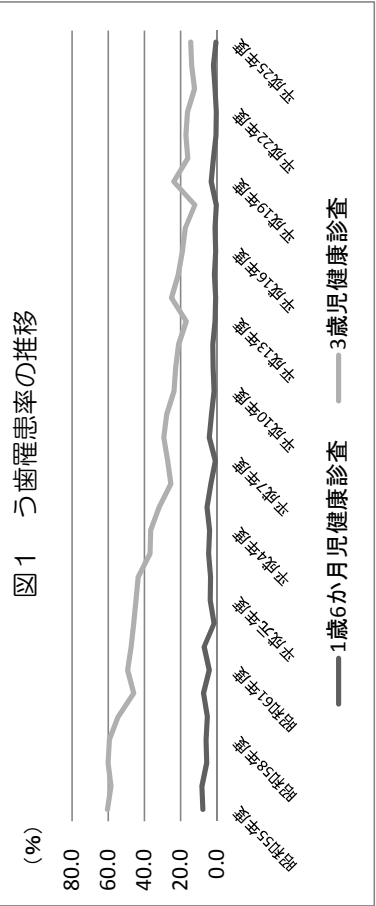 図1　う歯罹患率の推移
(%)
80.0
60.0
40.0
20.0
0.0
昭和55年度
昭和58年度
昭和61年度
平成元年度
平成4年度
平成7年度
平成10年度
平成13年度
平成16年度
平成19年度
平成22年度
平成25年度
1歳6か月児健康診査
3歳児健康診査